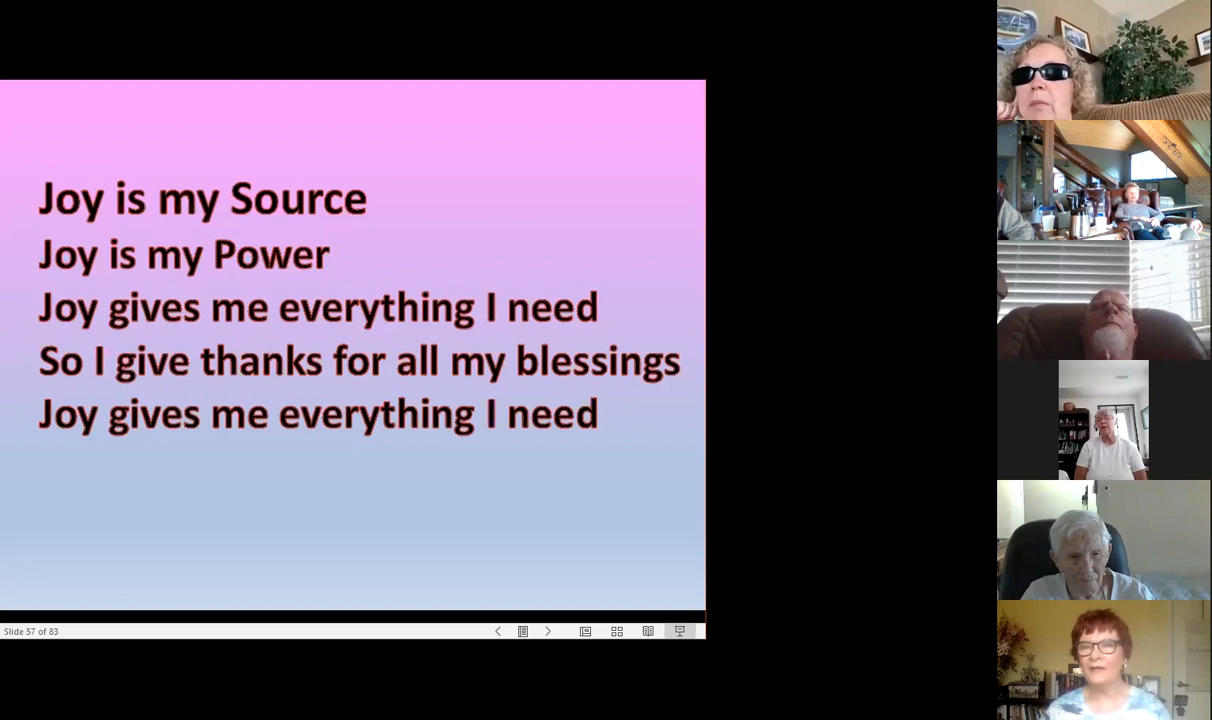 Joy is my Source
Joy is my Power
Joy gives me everything I need
So I give thanks for all my blessings
Joy gives me everything I need
Slide 57 of 83